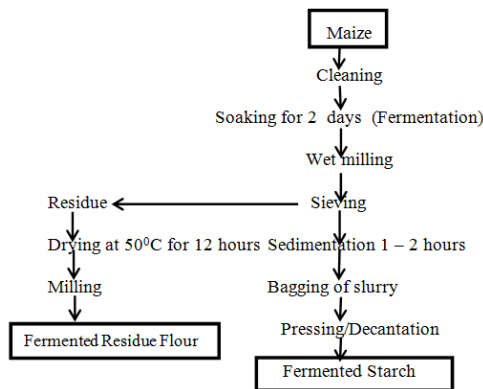 Maize
Cleaning
Soaking for 2 days (Fermentation)
Wet milling
Residue
Sieving
Drying at 50⁰C for 12 hours
Sedimentation 1 – 2 hours
Milling
Bagging of slurry
Pressing/Decantation
Fermented Residue Flour
Fermented Starch